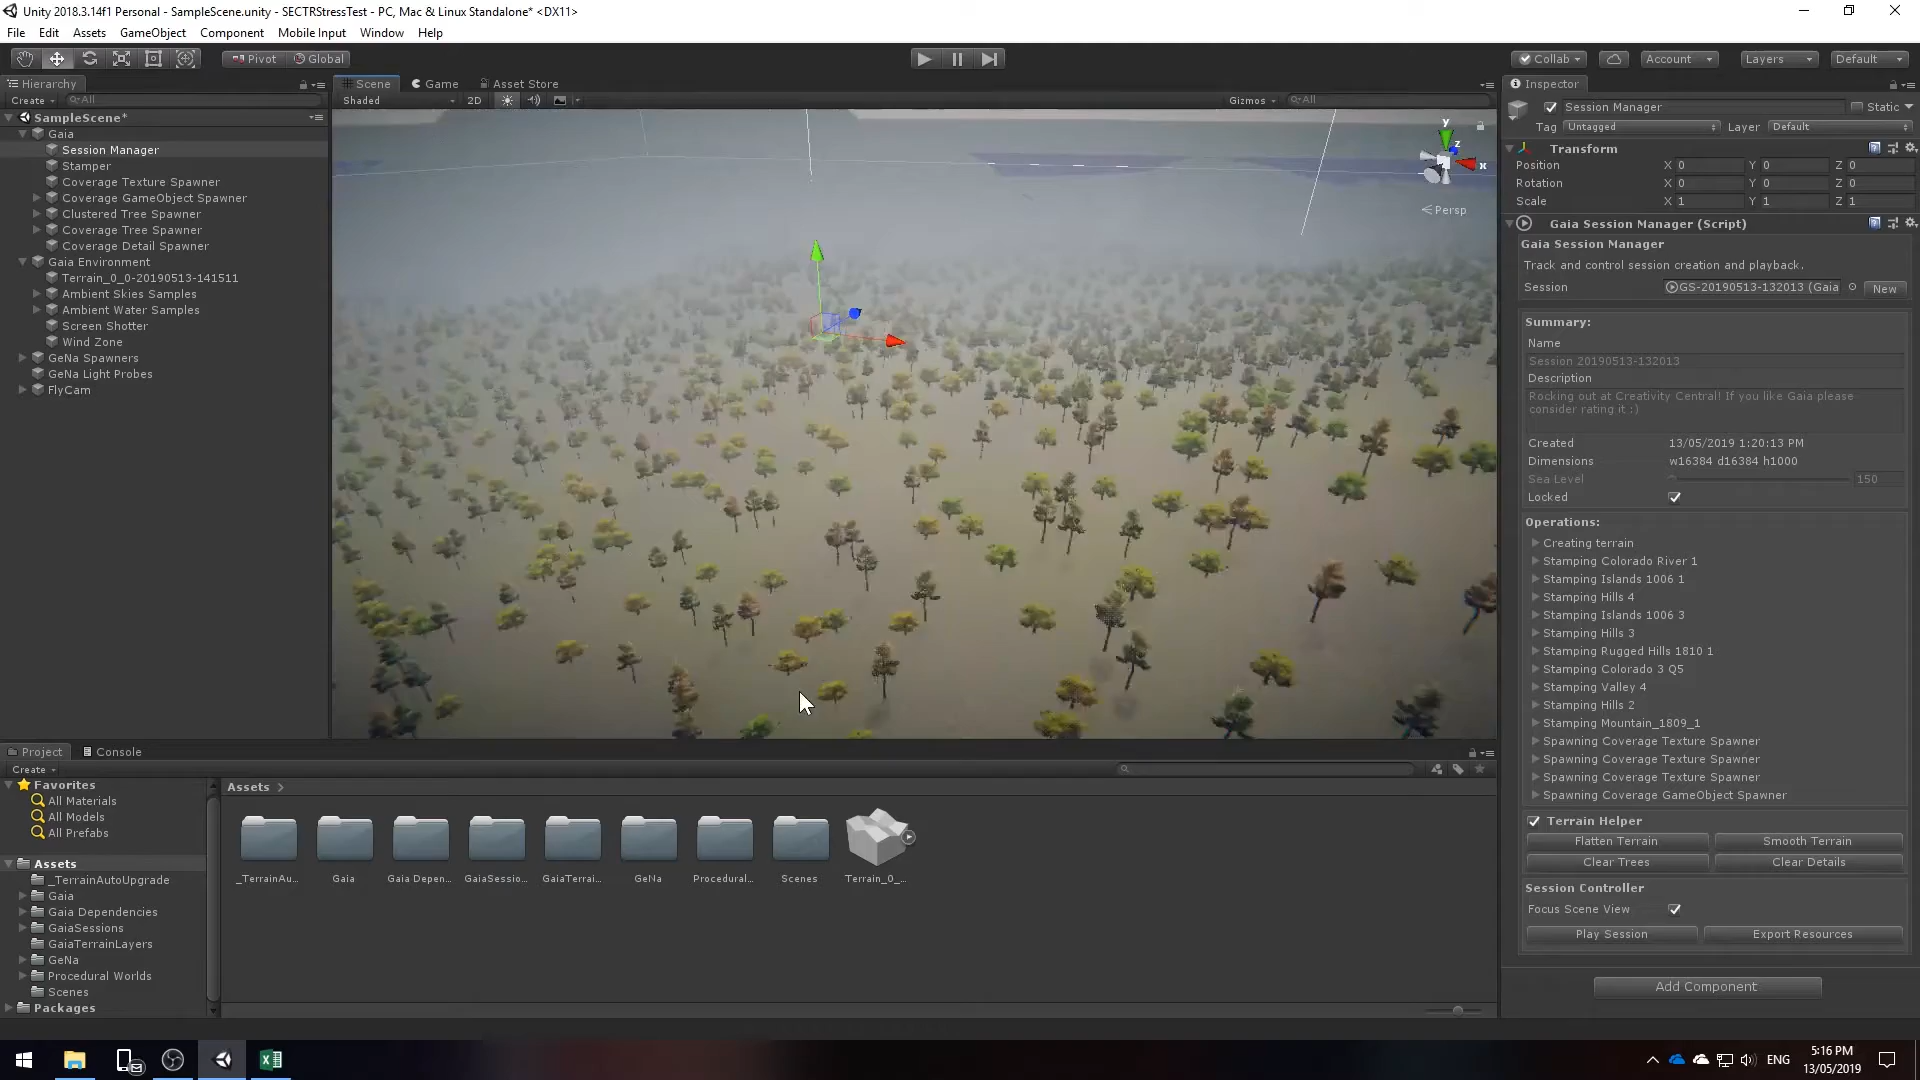 Unity 2018.3.14f1 Personal - SampleScene.unity - SECTRStressTest - PC, Mac & Linux Standalone* <DX11>
File Edit Assets GameObject Component Mobile Input Window Help
Pivot Global Collab Account Layers Default
Hierarchy
Create All
SampleScene*
Gaia
Session Manager
Stamper
Coverage Texture Spawner
Coverage GameObject Spawner
Clustered Tree Spawner
Coverage Tree Spawner
Coverage Detail Spawner
Gaia Environment
Terrain_0_0-20190513-141511
Ambient Skies Samples
Ambient Water Samples
Screen Shotter
Wind Zone
GeNa Spawners
GeNa Light Probes
FlyCam
Scene Game Asset Store
Shaded 2D Gizmos All
y
z
x
Persp
Inspector
Session Manager Static
Tag Untagged Layer Default
Transform
Position X 0 Y 0 Z 0
Rotation X 0 Y 0 Z 0
Scale X 1 Y 1 Z 1
Gaia Session Manager (Script)
Gaia Session Manager
Track and control session creation and playback.
Session GS-20190513-132013 (Gaia New
Summary:
Name
Session 20190513-132013
Description
Rocking out at Creativity Central! If you like Gaia please
consider rating it :)
Created 13/05/2019 1:20:13 PM
Dimensions w16384 d16384 h1000
Sea Level 150
Locked
Operations:
Creating terrain
Stamping Colorado River 1
Stamping Islands 1006 1
Stamping Hills 4
Stamping Islands 1006 3
Stamping Hills 3
Stamping Rugged Hills 1810 1
Stamping Colorado 3 Q5
Stamping Valley 4
Stamping Hills 2
Stamping Mountain_1809_1
Spawning Coverage Texture Spawner
Spawning Coverage Texture Spawner
Spawning Coverage Texture Spawner
Spawning Coverage GameObject Spawner
Terrain Helper
Flatten Terrain Smooth Terrain
Clear Trees Clear Details
Session Controller
Focus Scene View
Play Session Export Resources
Add Component
Project Console
Create
Favorites
All Materials
All Models
All Prefabs
Assets
_TerrainAutoUpgrade
Gaia
Gaia Dependencies
GaiaSessions
GaiaTerrainLayers
GeNa
Procedural Worlds
Scenes
Packages
Assets
_TerrainAu... Gaia Gaia Depen... GaiaSessio... GaiaTerrai... GeNa Procedural... Scenes Terrain_0_...
ENG
5:16 PM
13/05/2019